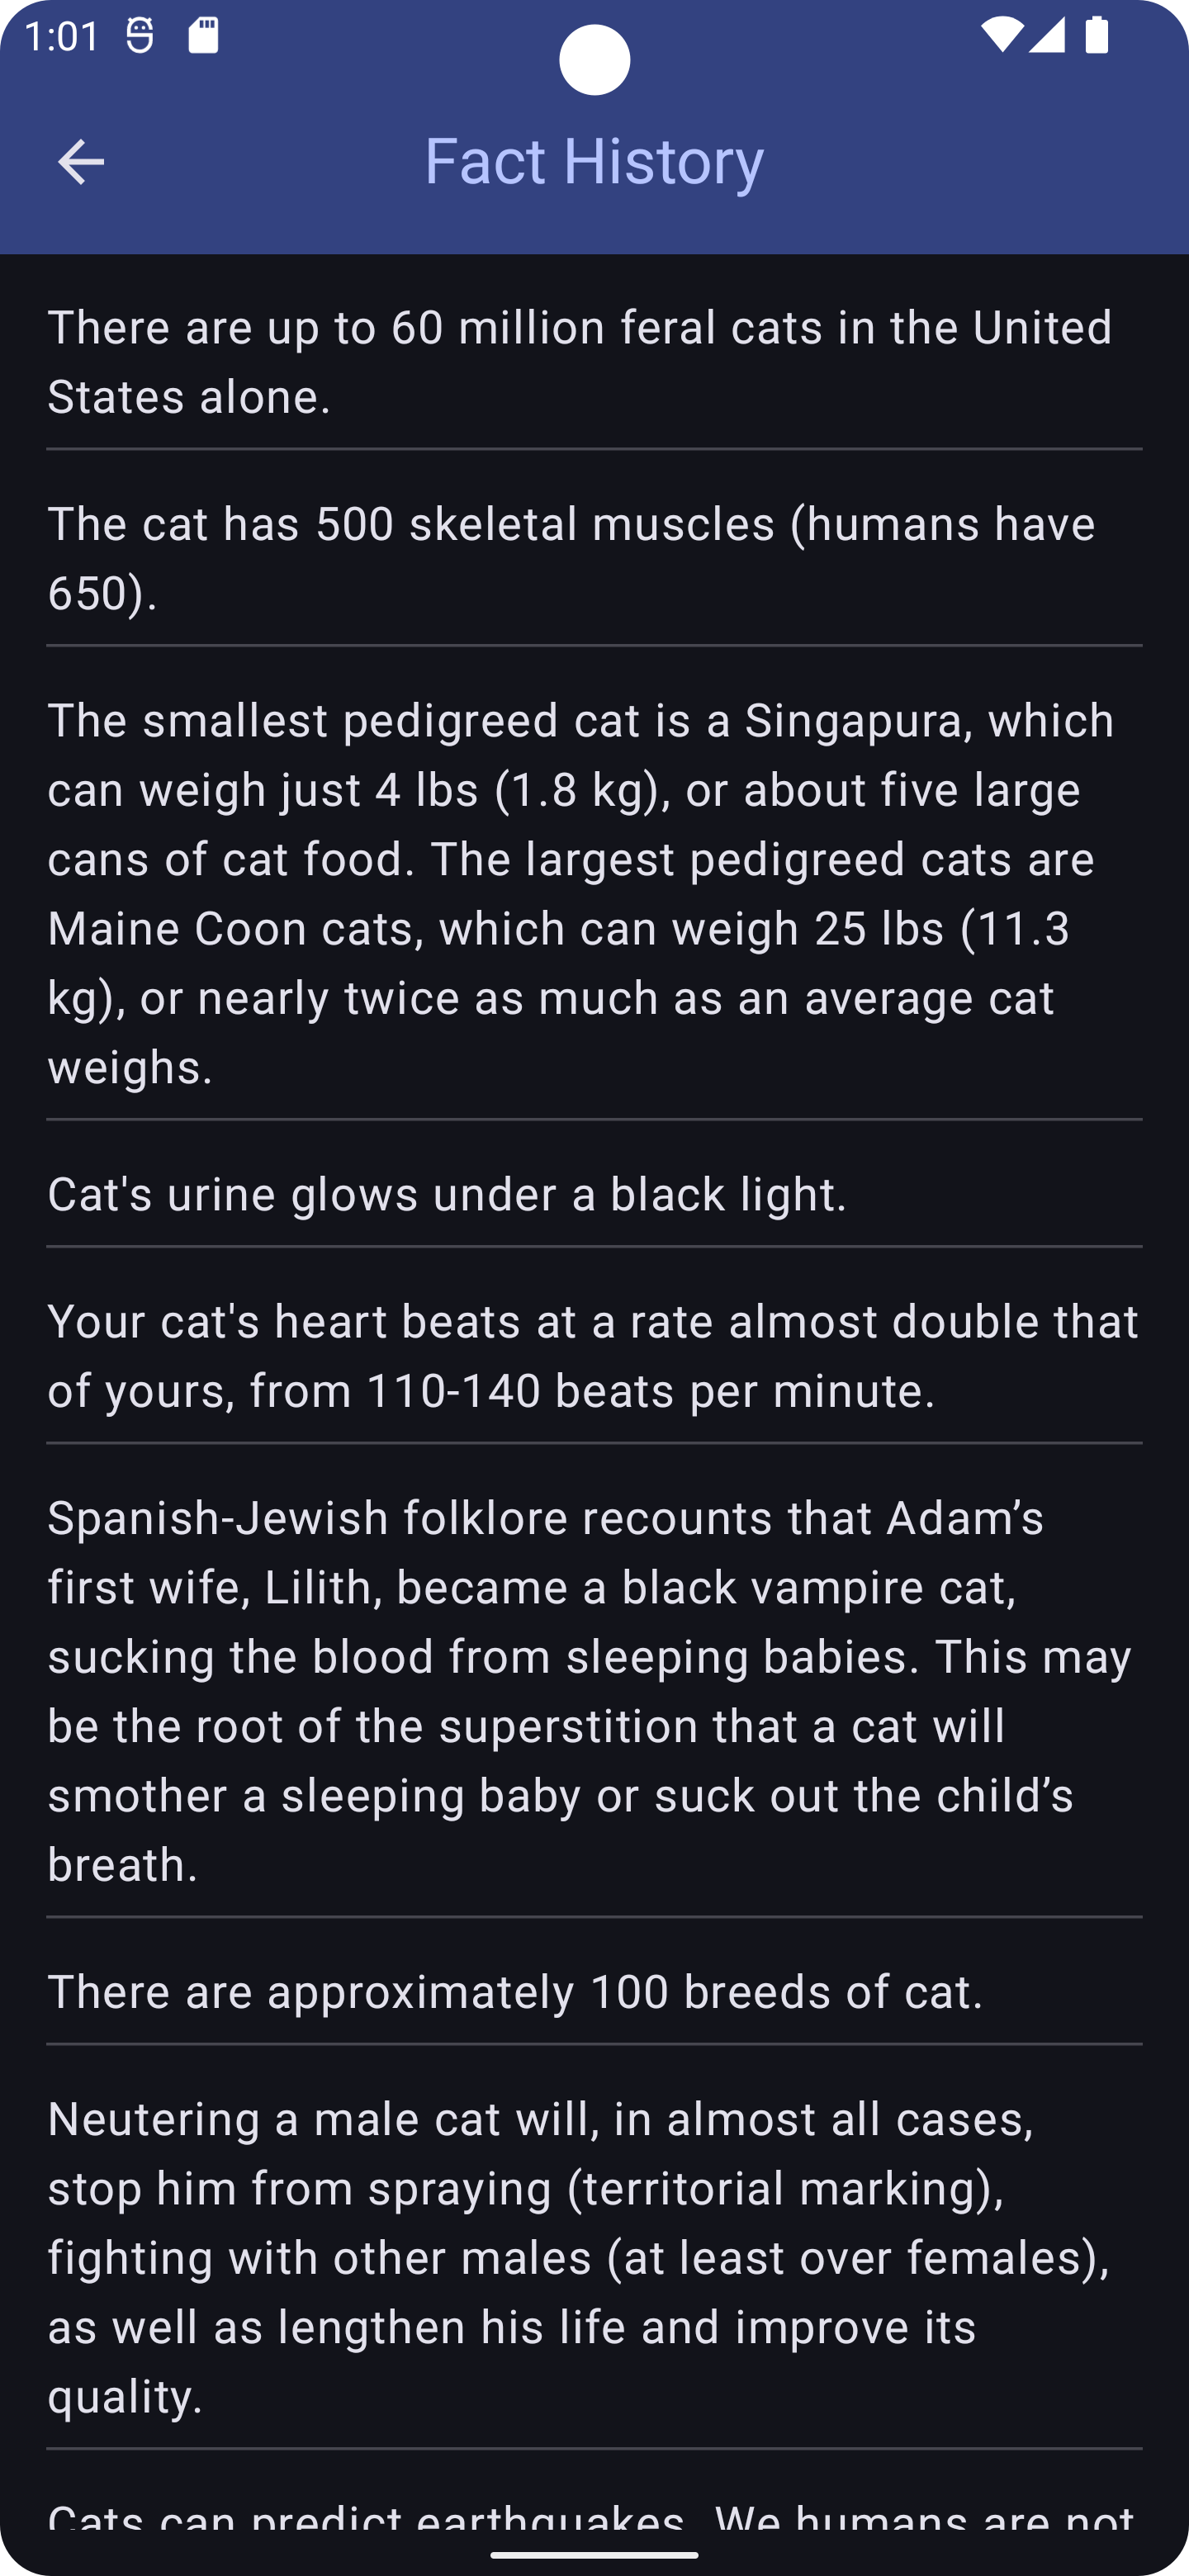 1:01
Fact History
There are up to 60 million feral cats in the United
States alone.
The cat has 500 skeletal muscles (humans have
650).
The smallest pedigreed cat is a Singapura, which
can weigh just 4 lbs (1.8 kg), or about five large
cans of cat food. The largest pedigreed cats are
Maine Coon cats, which can weigh 25 lbs (11.3
kg), or nearly twice as much as an average cat
weighs.
Cat's urine glows under a black light.
Your cat's heart beats at a rate almost double that
of yours, from 110-140 beats per minute.
Spanish-Jewish folklore recounts that Adam’s
first wife, Lilith, became a black vampire cat,
sucking the blood from sleeping babies. This may
be the root of the superstition that a cat will
smother a sleeping baby or suck out the child’s
breath.
There are approximately 100 breeds of cat.
Neutering a male cat will, in almost all cases,
stop him from spraying (territorial marking),
fighting with other males (at least over females),
as well as lengthen his life and improve its
quality.
Cats can predict earthquakes. We humans are not